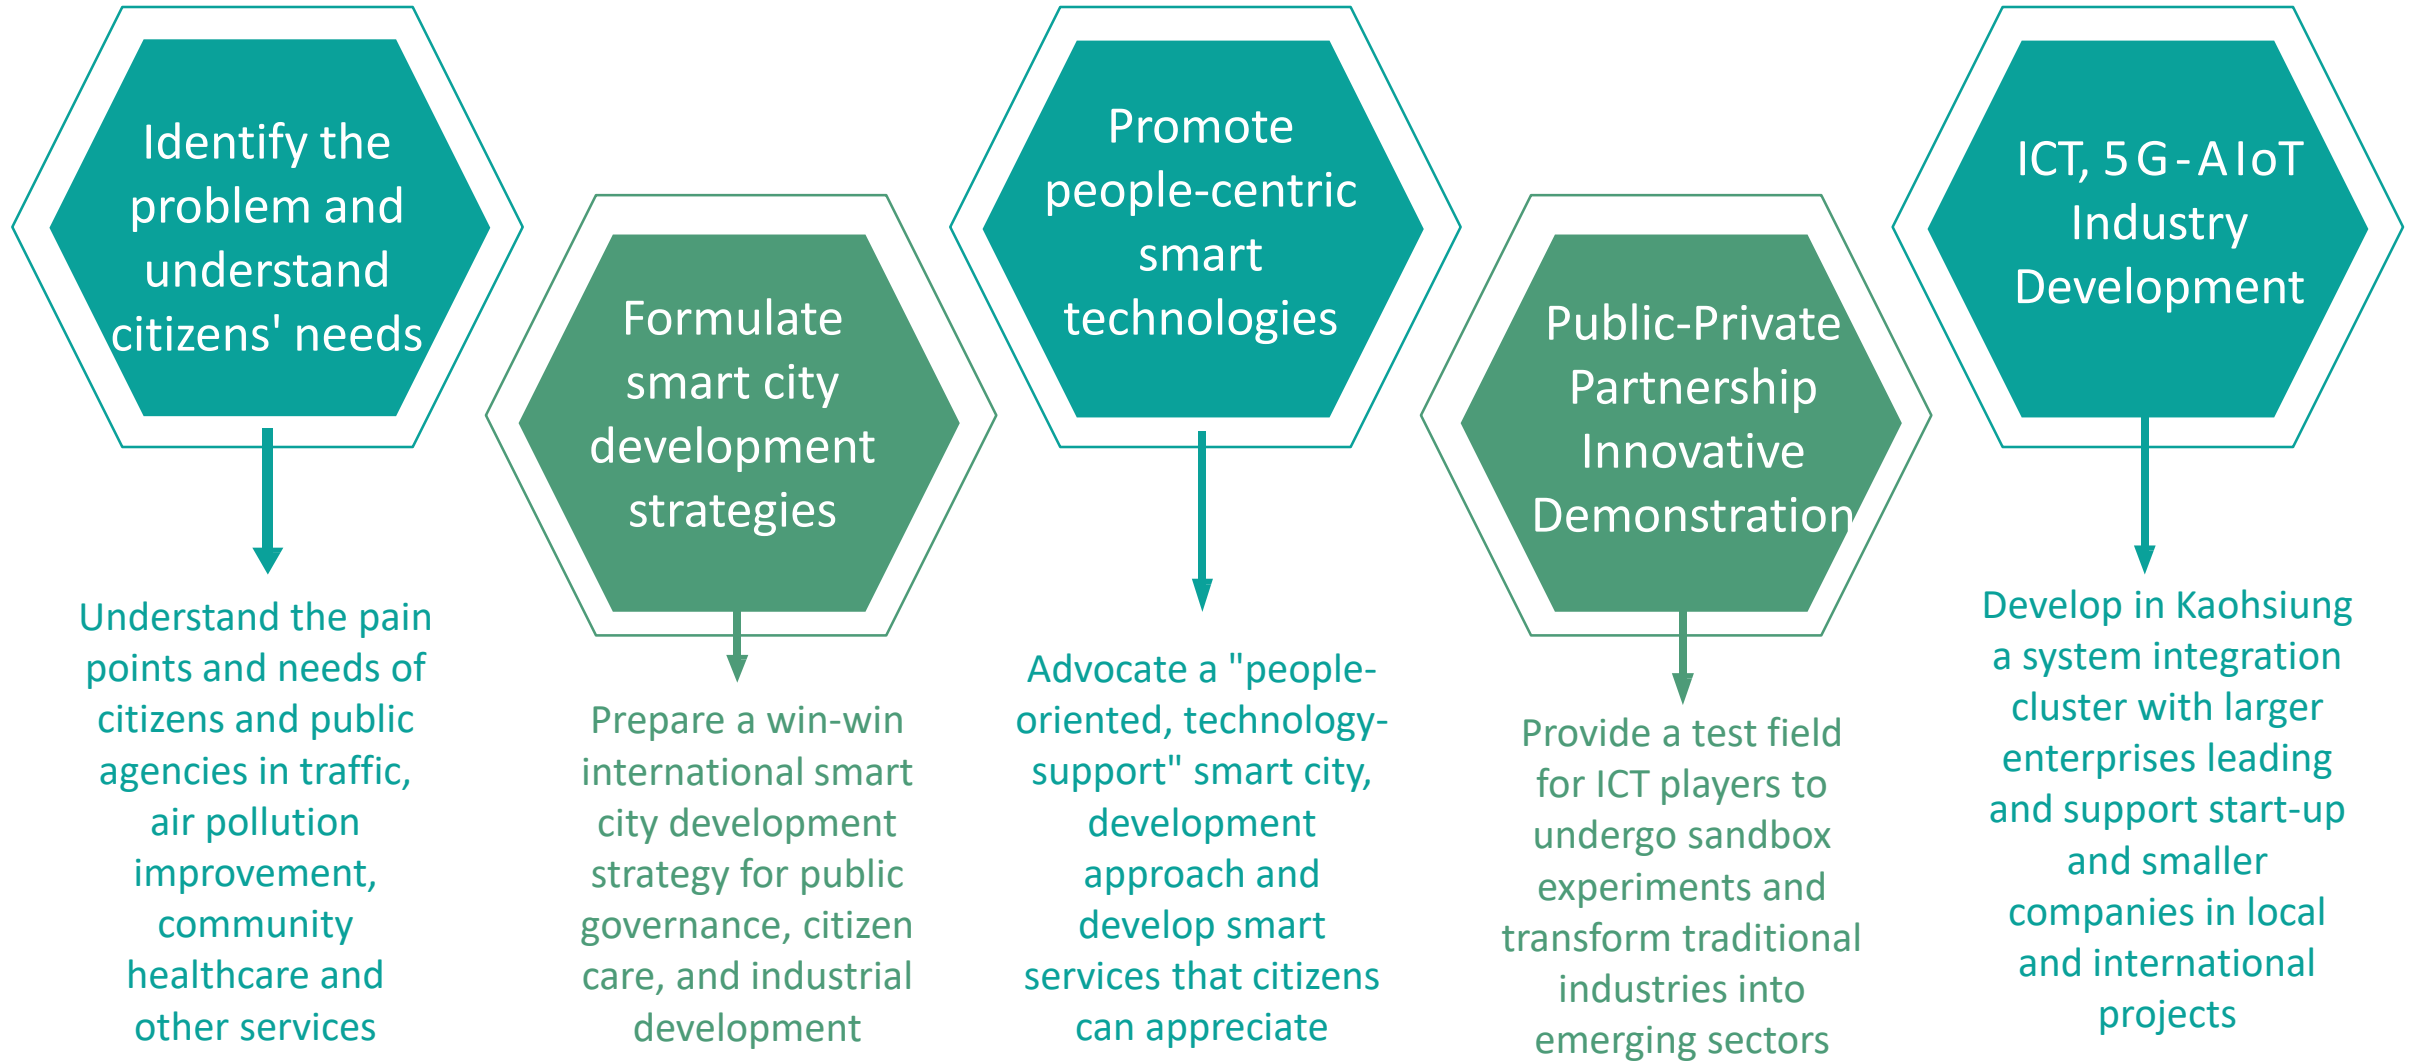 Identify the
problem and
understand
citizens' needs
Understand the pain
points and needs of
citizens and public
agencies in traffic,
air pollution
improvement,
community
healthcare and
other services
Formulate
smart city
development
strategies
Prepare a win-win
international smart
city development
strategy for public
governance, citizen
care, and industrial
development
Promote
people-centric
smart
technologies
Advocate a "people-
oriented, technology-
support" smart city,
development
approach and
develop smart
services that citizens
can appreciate
Public-Private
Partnership
Innovative
Demonstration
Provide a test field
for ICT players to
undergo sandbox
experiments and
transform traditional
industries into
emerging sectors
ICT, 5G-AIoT
Industry
Development
Develop in Kaohsiung
a system integration
cluster with larger
enterprises leading
and support start-up
and smaller
companies in local
and international
projects